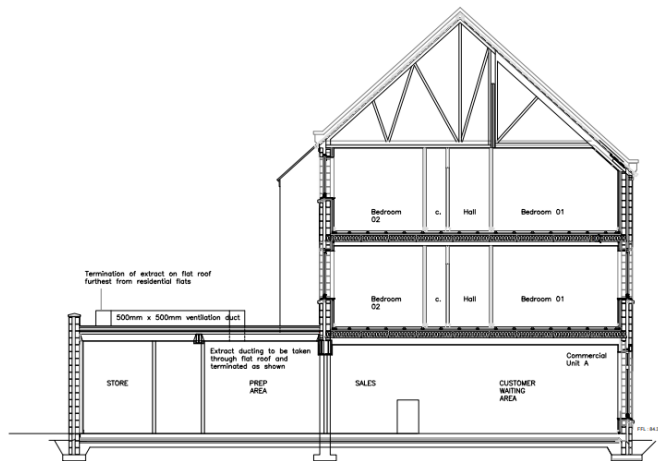 Bedroom
02
c.
Hall
Bedroom 01
Bedroom
02
c.
Hall
Bedroom 01
Termination of extract on flat roof
furthest from residential flats
500mm x 500mm ventilation duct
Extract ducting to be taken
through flat roof and
terminated as shown
Commercial
Unit A
STORE
PREP
AREA
SALES
CUSTOMER
WAITING
AREA